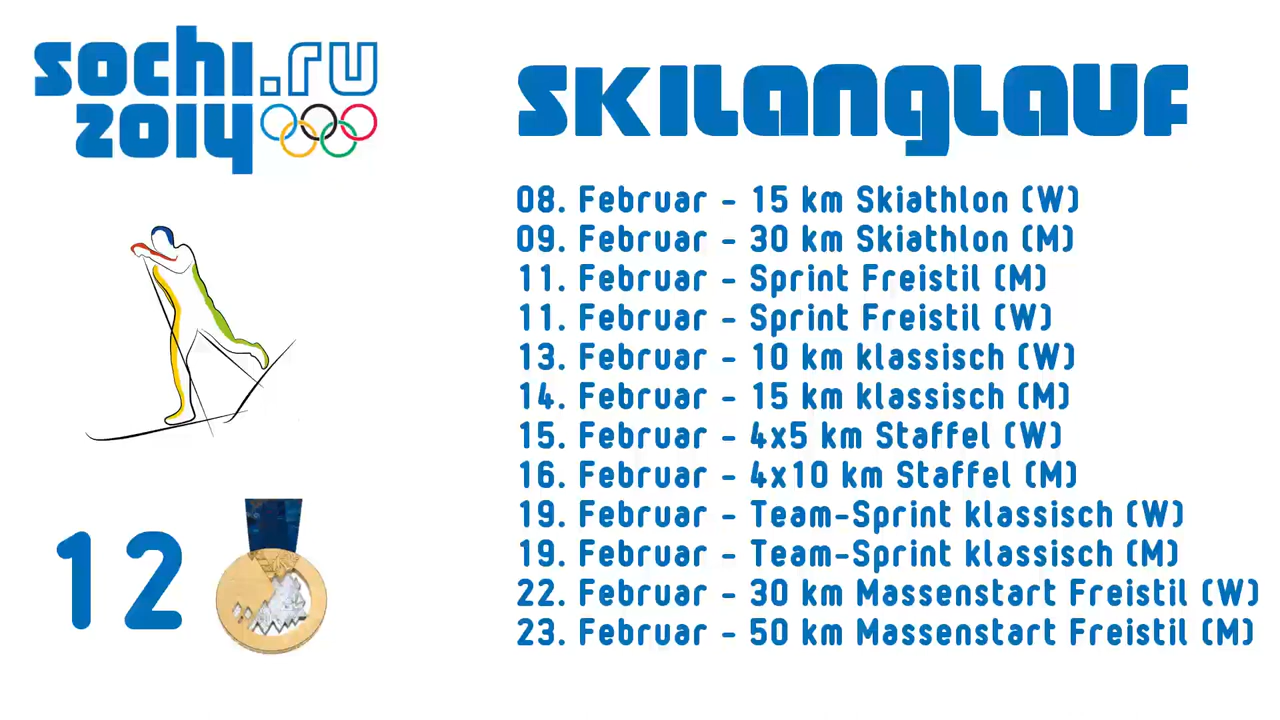 sochi.ru
2014
SKILANGLAUF
08. Februar - 15 km Skiathlon (W)
09. Februar - 30 km Skiathlon (M)
11. Februar - Sprint Freistil (M)
11. Februar - Sprint Freistil (W)
13. Februar - 10 km klassisch (W)
14. Februar - 15 km klassisch (M)
15. Februar - 4x5 km Staffel (W)
16. Februar - 4x10 km Staffel (M)
19. Februar - Team-Sprint klassisch (W)
19. Februar - Team-Sprint klassisch (M)
22. Februar - 30 km Massenstart Freistil (W)
23. Februar - 50 km Massenstart Freistil (M)
12